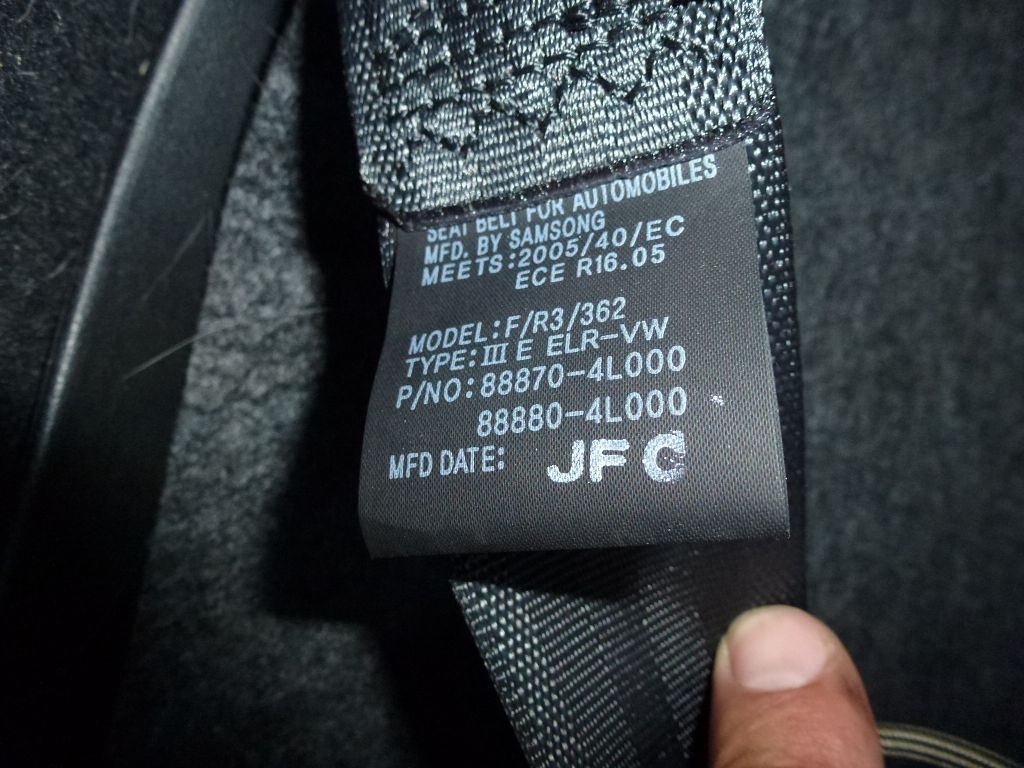 SEAT BELT FOR AUTOMOBILES
MFD. BY SAMSONG
MEETS:2005/40/EC
ECE R16.05
MODEL:F/R3/362
TYPE:ⅢE ELR-VW
P/NO:88870-4L000
88880-4L000
MFD DATE: JFC